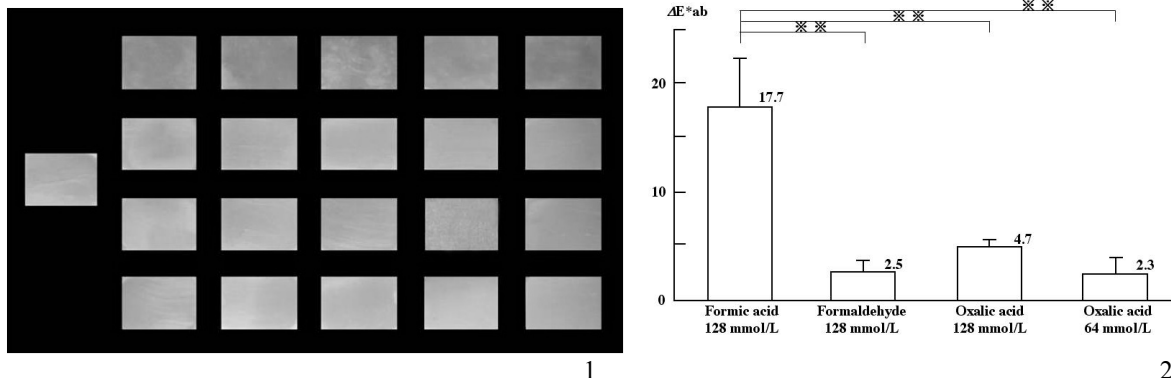 ΔE*ab
※ ※
※ ※
※ ※
20
10
0
17.7
2.5
4.7
2.3
Formic acid
128 mmol/L
Formaldehyde
128 mmol/L
Oxalic acid
128 mmol/L
Oxalic acid
64 mmol/L
1
2